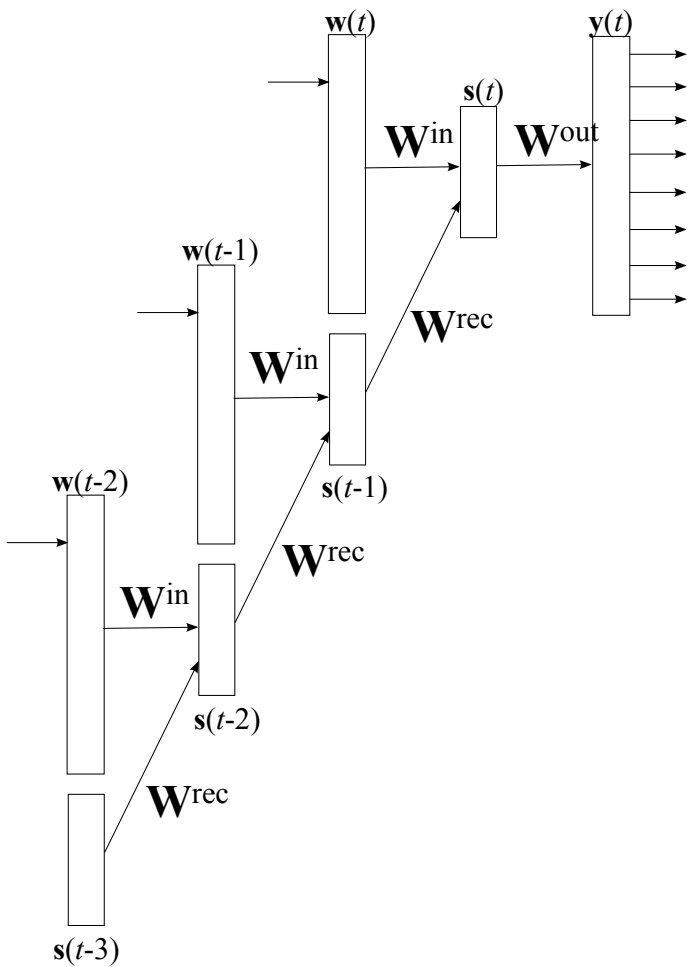 w(t)
y(t)
s(t)
W^in
W^out
w(t-1)
W^rec
W^in
s(t-1)
w(t-2)
W^rec
W^in
s(t-2)
W^rec
s(t-3)